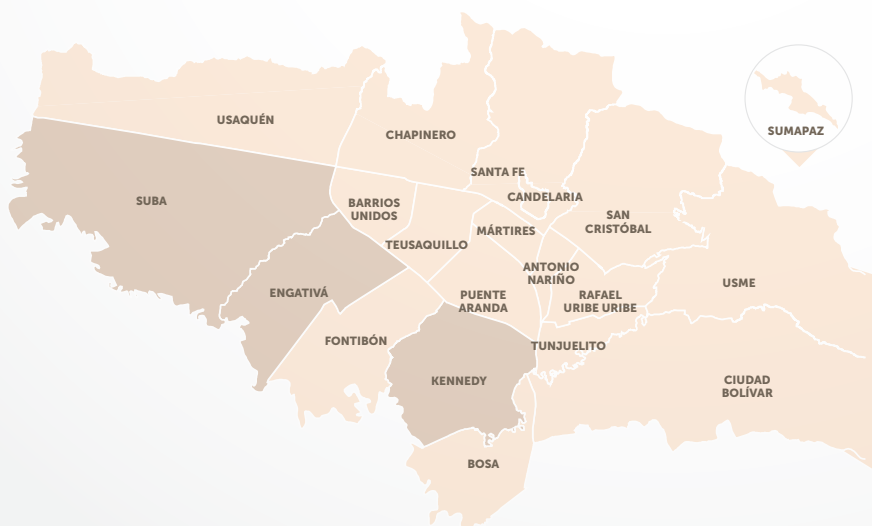 USAQUÉN
CHAPINERO
SUMAPAZ
SANTA FE
SUBA
CANDELARIA
BARRIOS
UNIDOS
SAN
CRISTÓBAL
MÁRTIRES
TEUSAQUILLO
ANTONIO
NARIÑO
USME
ENGATIVÁ
PUENTE
ARANDA
RAFAEL
URIBE URIBE
FONTIBÓN
TUNJUELITO
KENNEDY
CIUDAD
BOLÍVAR
BOSA